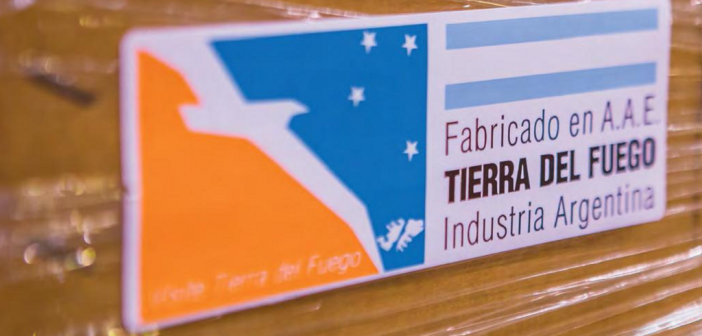 Visite Tierra del Fuego
Fabricado en A.A.E.
TIERRA DEL FUEGO
Industria Argentina